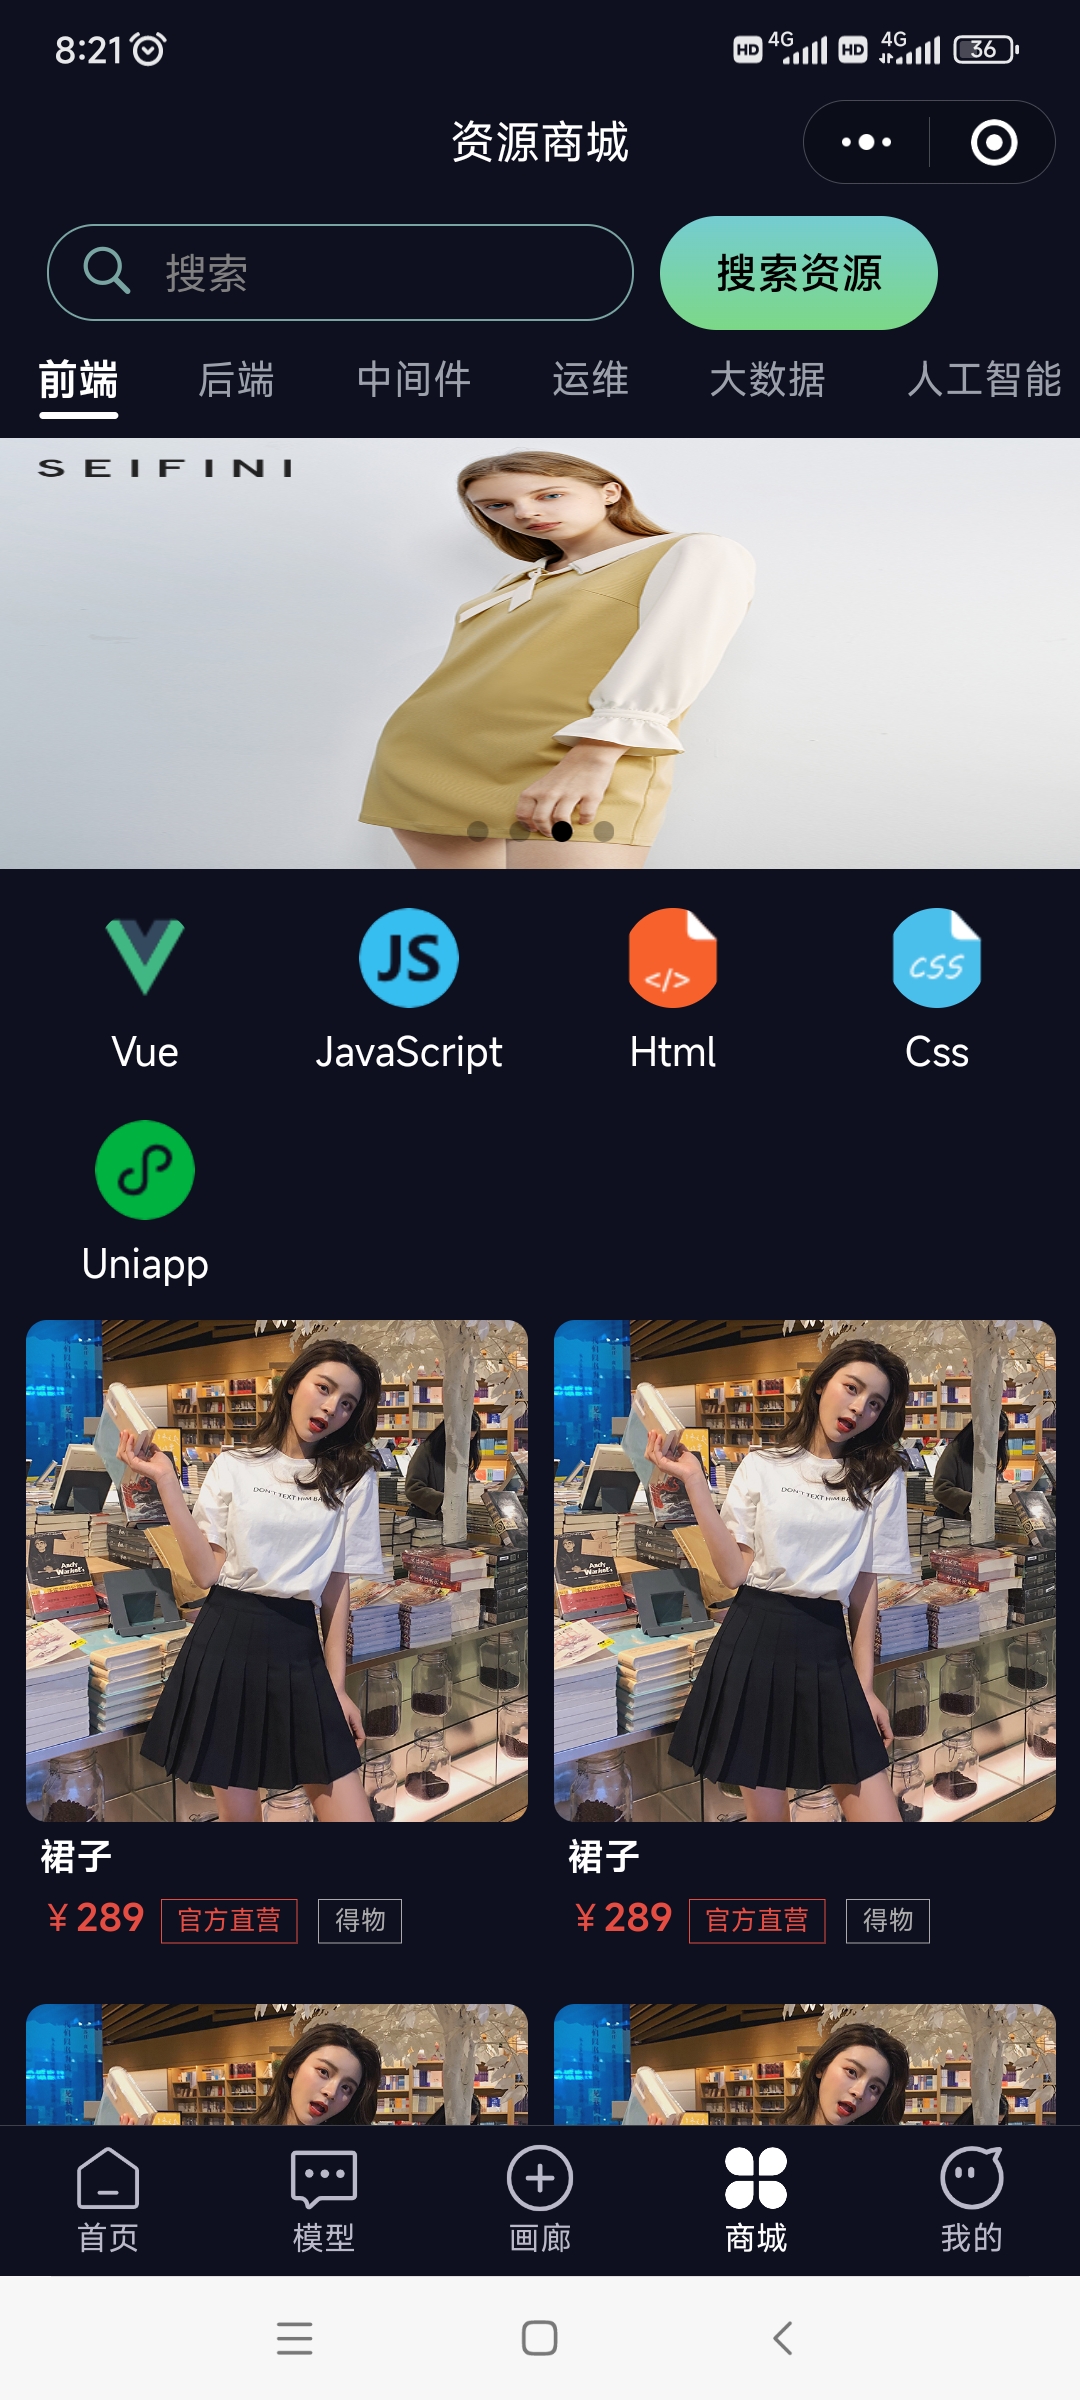 8:21 HD 4G HD 4G 36
资源商城
搜索 搜索资源
前端 后端 中间件 运维 大数据 人工智能
SEIFINI
JS </> CSS
Vue JavaScript Html Css
Uniapp
DON'T TEXT HIM BA DON'T TEXT HIM BA
Andy Andy
裙子 裙子
￥289 官方直营 得物 ￥289 官方直营 得物
首页 模型 画廊 商城 我的